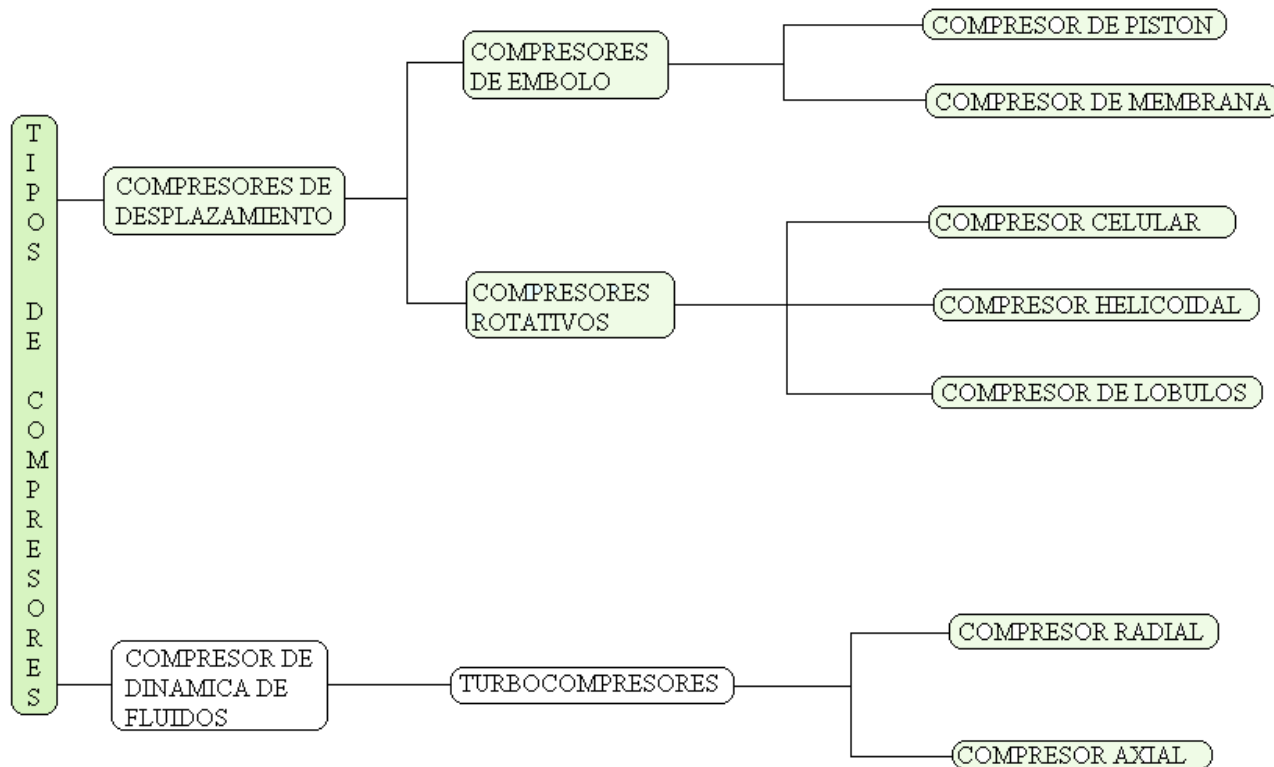 TIPOS DE COMPRESORES
COMPRESORES DE
DESPLAZAMIENTO
COMPRESORES
DE EMBOLO
COMPRESOR DE PISTON
COMPRESOR DE MEMBRANA
COMPRESORES
ROTATIVOS
COMPRESOR CELULAR
COMPRESOR HELICOIDAL
COMPRESOR DE LOBULOS
COMPRESOR DE
DINAMICA DE
FLUIDOS
TURBOCOMPRESORES
COMPRESOR RADIAL
COMPRESOR AXIAL